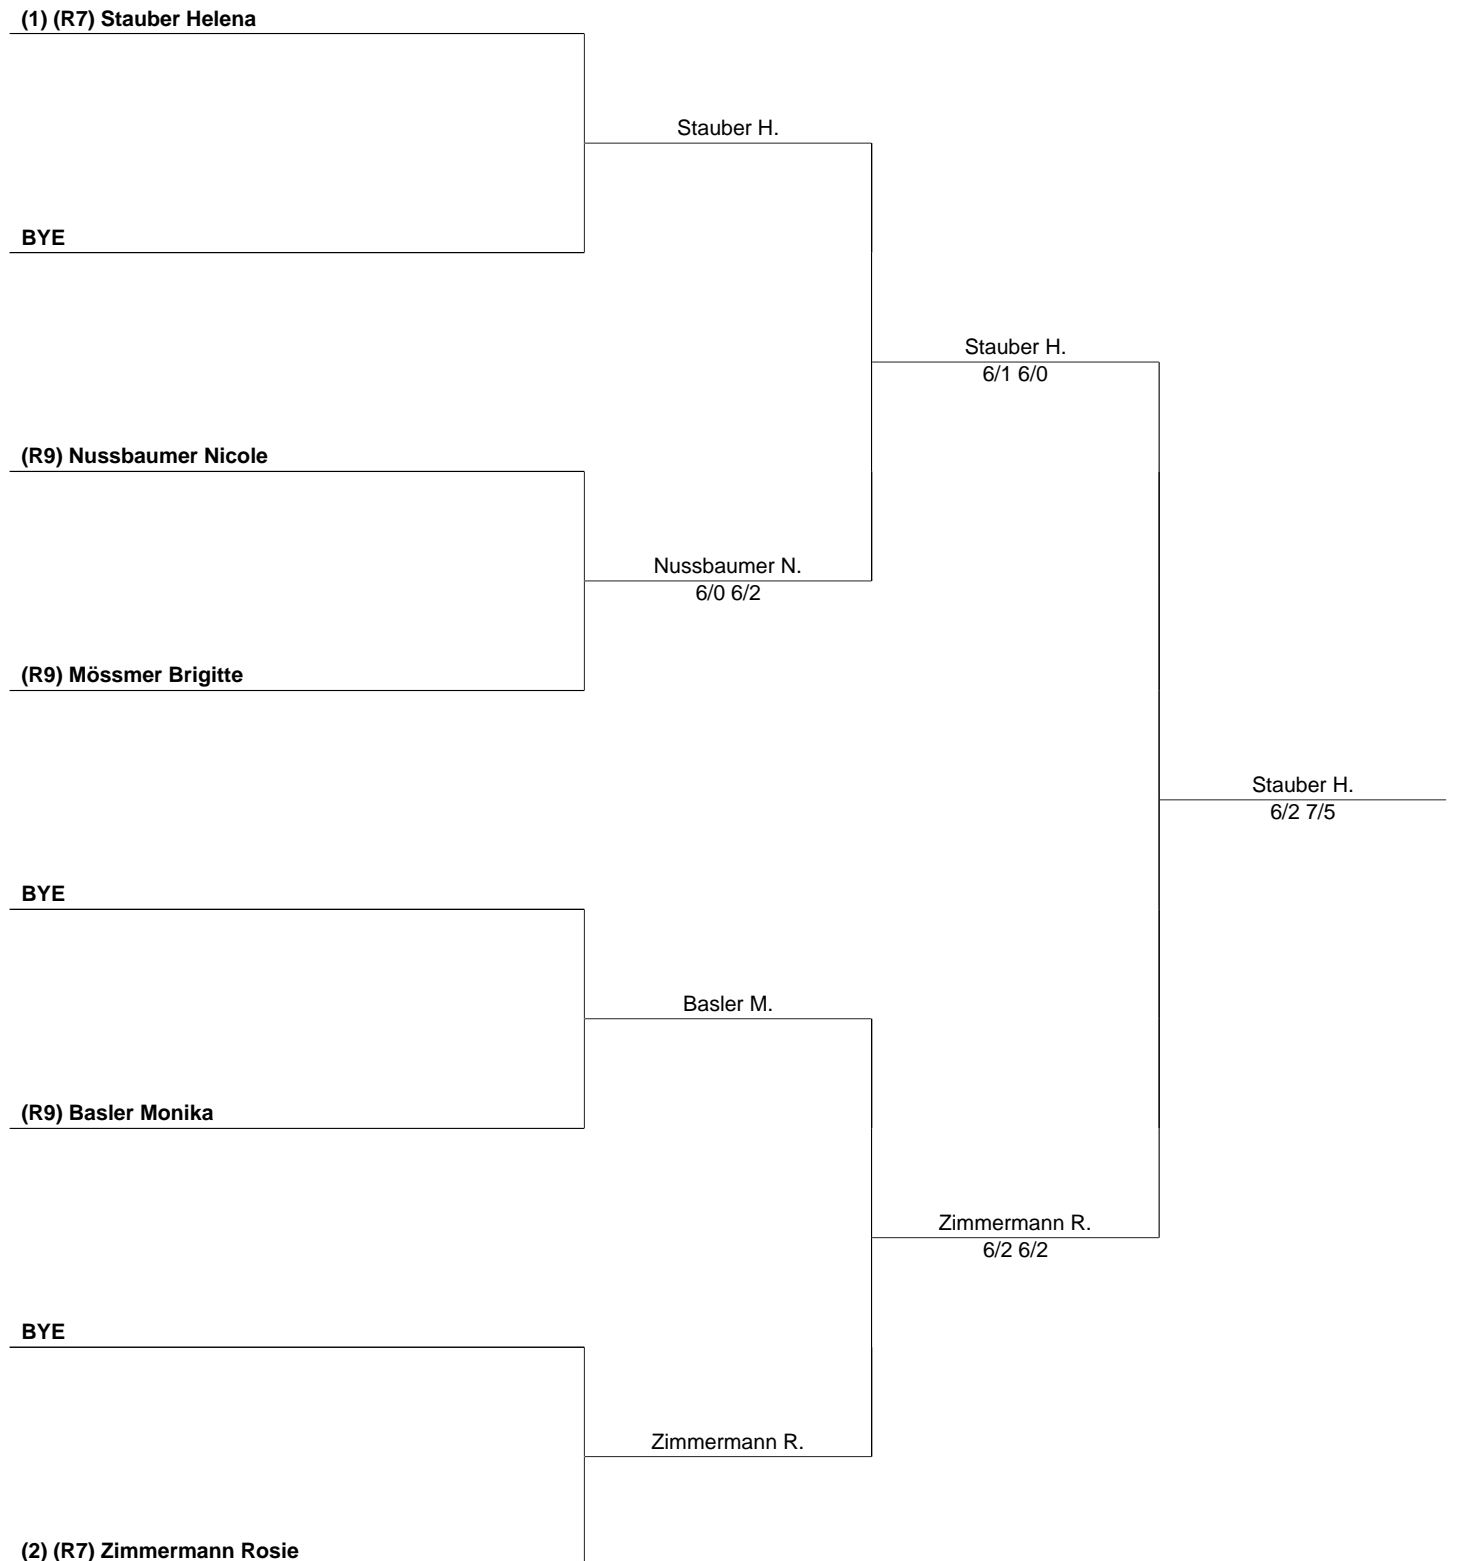 (1) (R7) Stauber Helena
Stauber H.
BYE
Stauber H.
6/1 6/0
(R9) Nussbaumer Nicole
Nussbaumer N.
6/0 6/2
(R9) Mössmer Brigitte
Stauber H.
6/2 7/5
BYE
Basler M.
(R9) Basler Monika
Zimmermann R.
6/2 6/2
BYE
Zimmermann R.
(2) (R7) Zimmermann Rosie